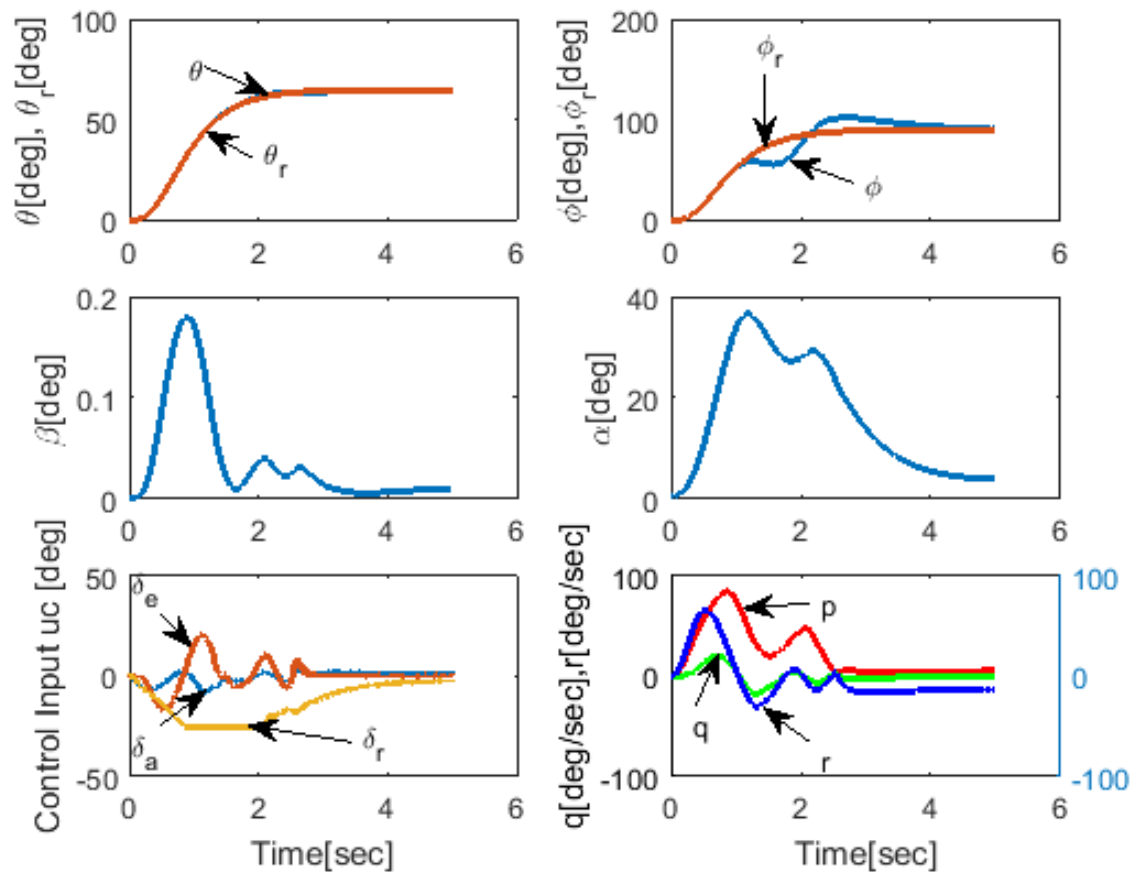 100
50
0
0
2
4
6
θ[deg], θr[deg]
θ
θr
200
100
0
0
2
4
6
ϕ[deg],ϕr[deg]
ϕr
ϕ
0.2
0.1
0
0
2
4
6
β[deg]
40
20
0
0
2
4
6
α[deg]
50
0
-50
0
2
4
6
Control Input uc [deg]
δe
δa
δr
Time[sec]
100
0
-100
0
2
4
6
q[deg/sec],r[deg/sec]
p
q
r
100
0
-100
Time[sec]